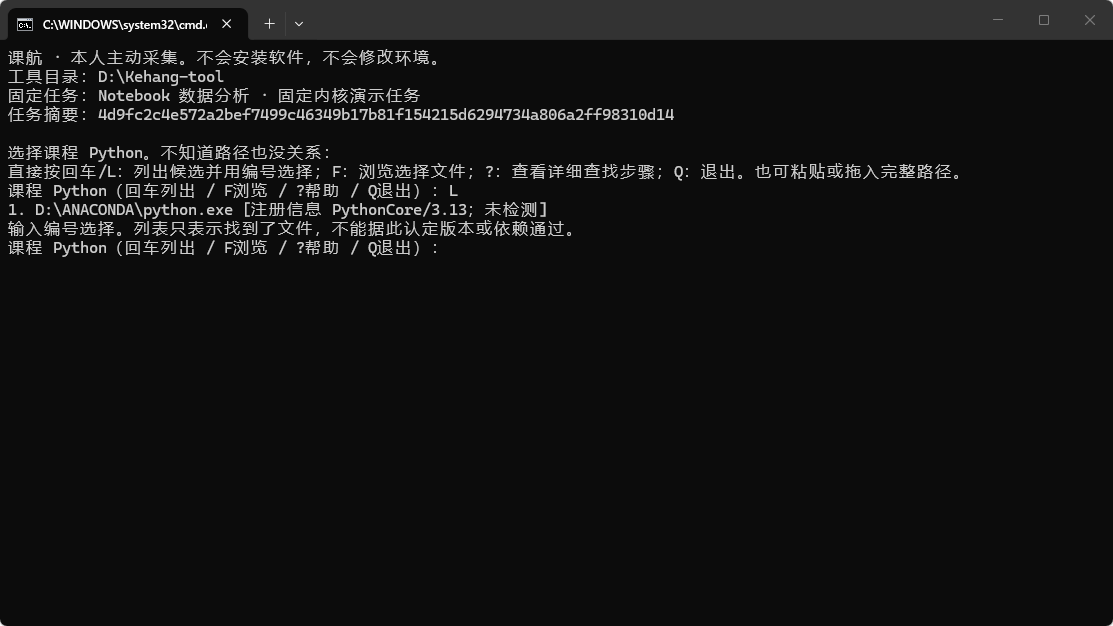 C:\WINDOWS\system32\cmd.
课航 · 本人主动采集。不会安装软件，不会修改环境。
工具目录：D:\Kehang-tool
固定任务：Notebook 数据分析 · 固定内核演示任务
任务摘要：4d9fc2c4e572a2bef7499c46349b17b81f154215d6294734a806a2ff98310d14
选择课程 Python。不知道路径也没关系：
直接按回车/L：列出候选并用编号选择；F：浏览选择文件；?：查看详细查找步骤；Q：退出。也可粘贴或拖入完整路径。
课程 Python（回车列出 / F浏览 / ?帮助 / Q退出）：L
1. D:\ANACONDA\python.exe [注册信息 PythonCore/3.13；未检测]
输入编号选择。列表只表示找到了文件，不能据此认定版本或依赖通过。
课程 Python（回车列出 / F浏览 / ?帮助 / Q退出）：